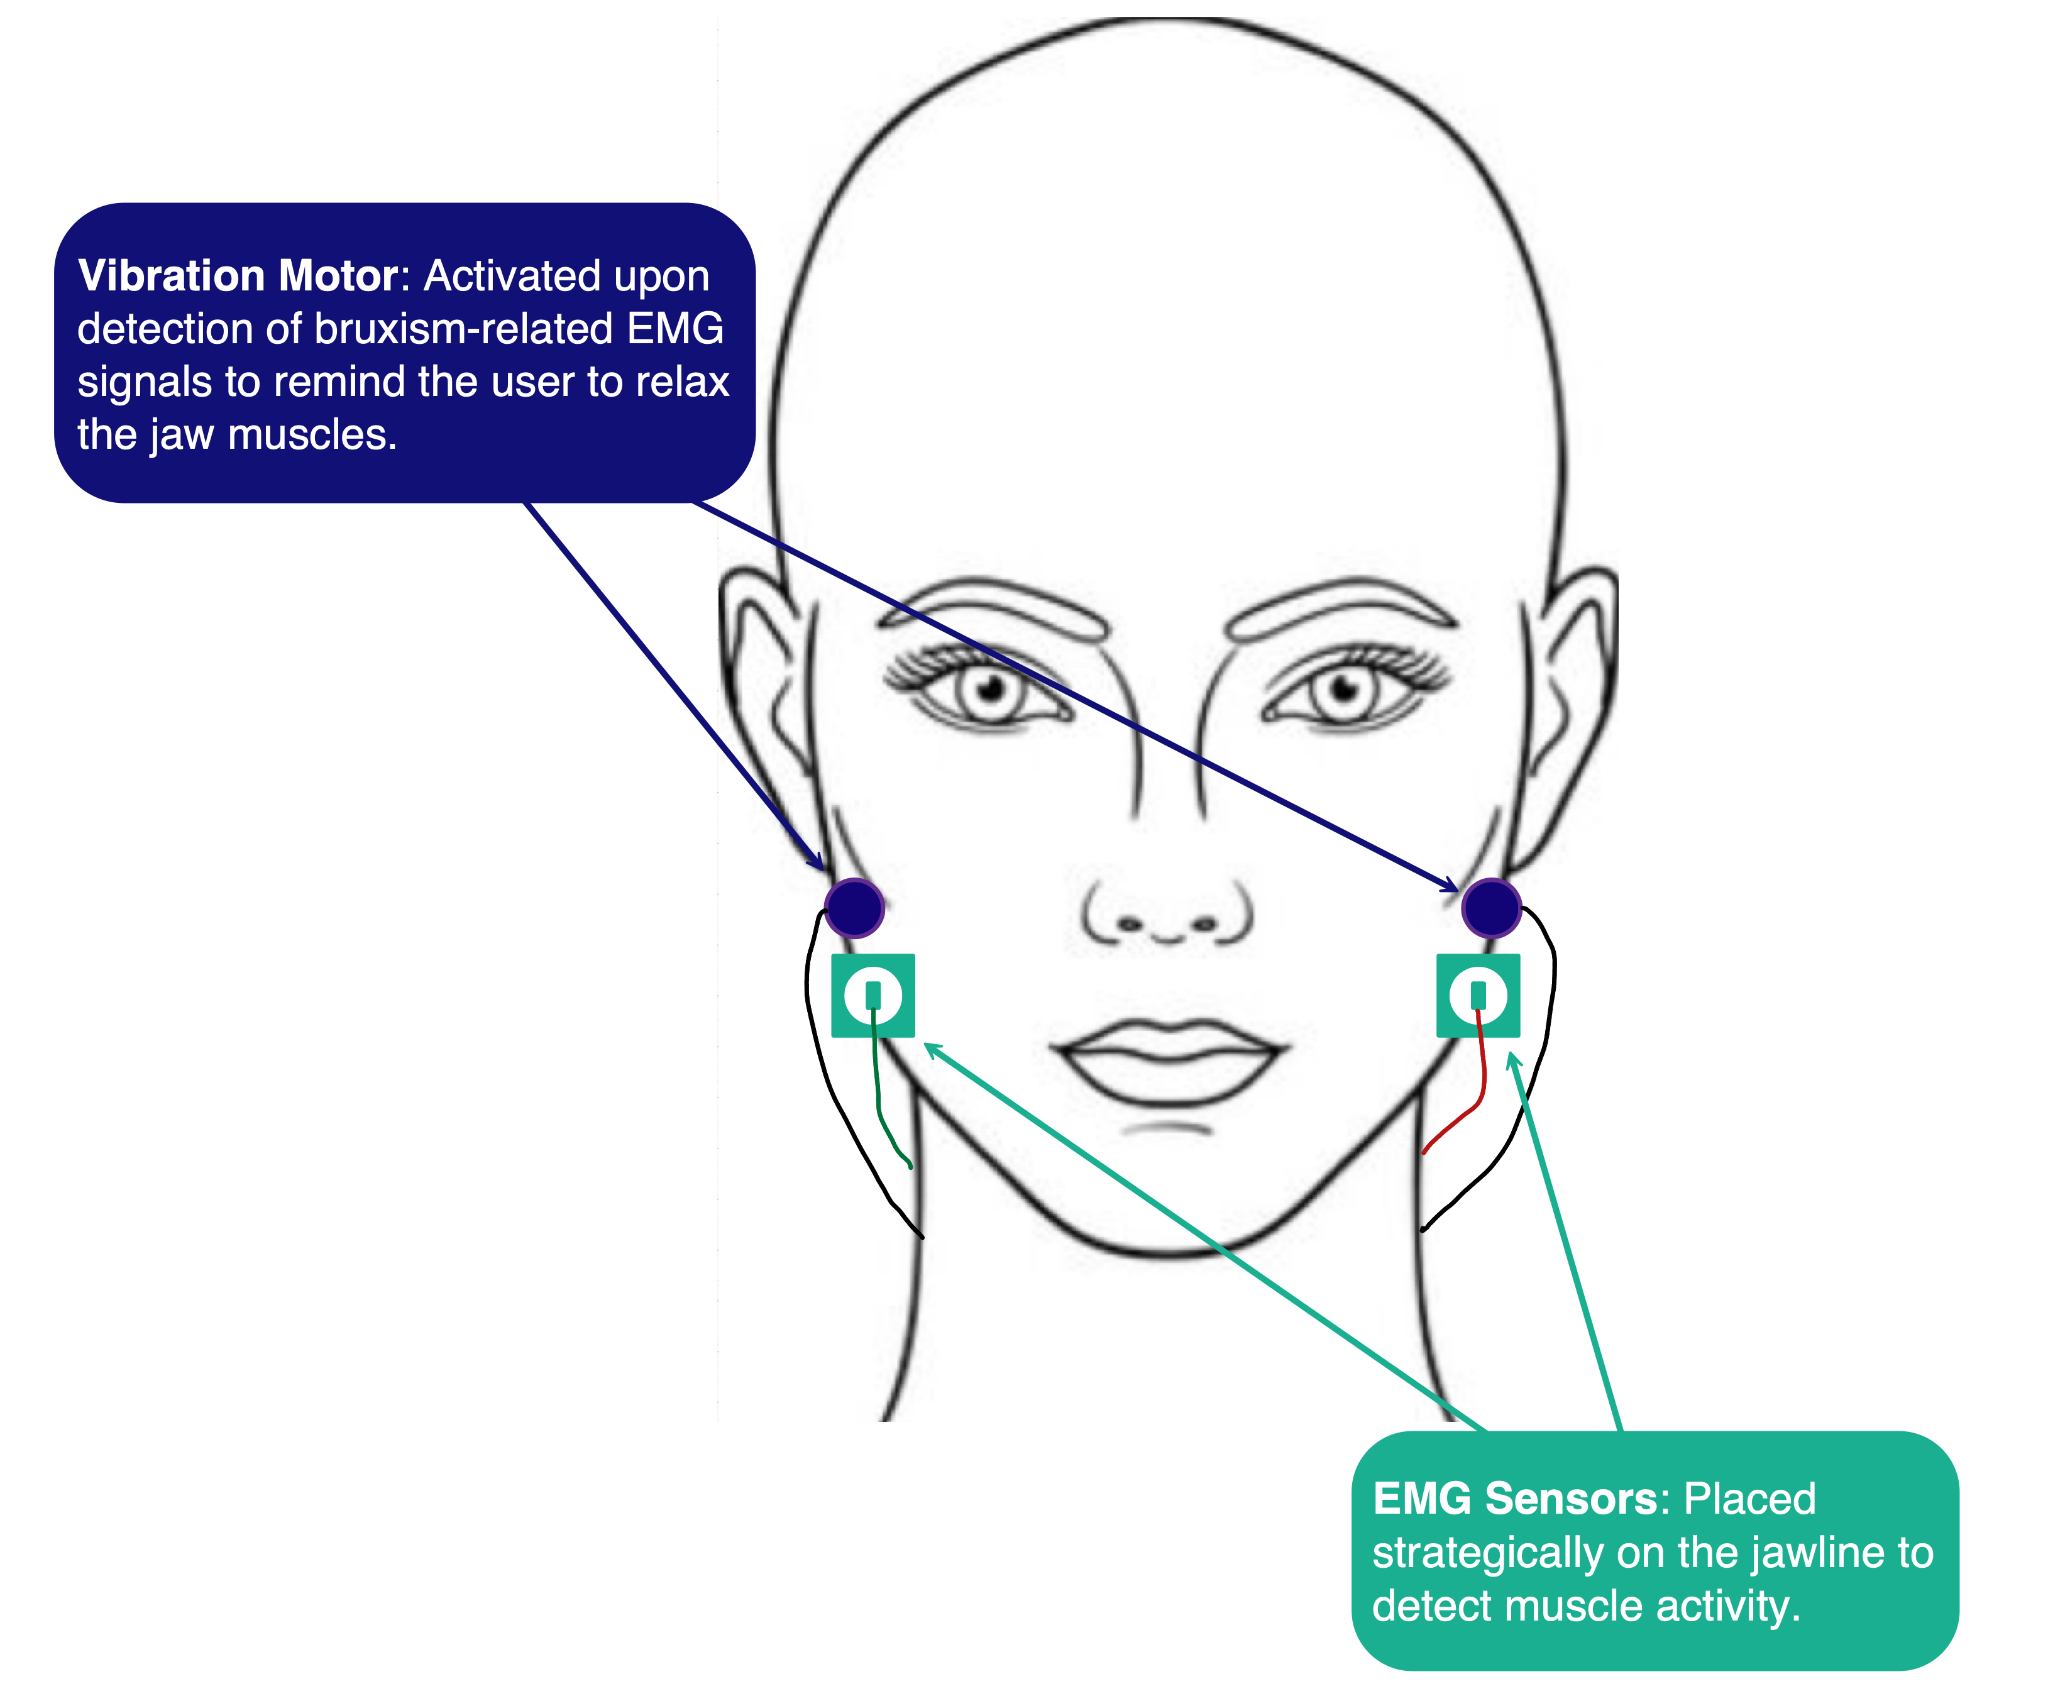 Vibration Motor: Activated upon
detection of bruxism-related EMG
signals to remind the user to relax
the jaw muscles.
EMG Sensors: Placed
strategically on the jawline to
detect muscle activity.